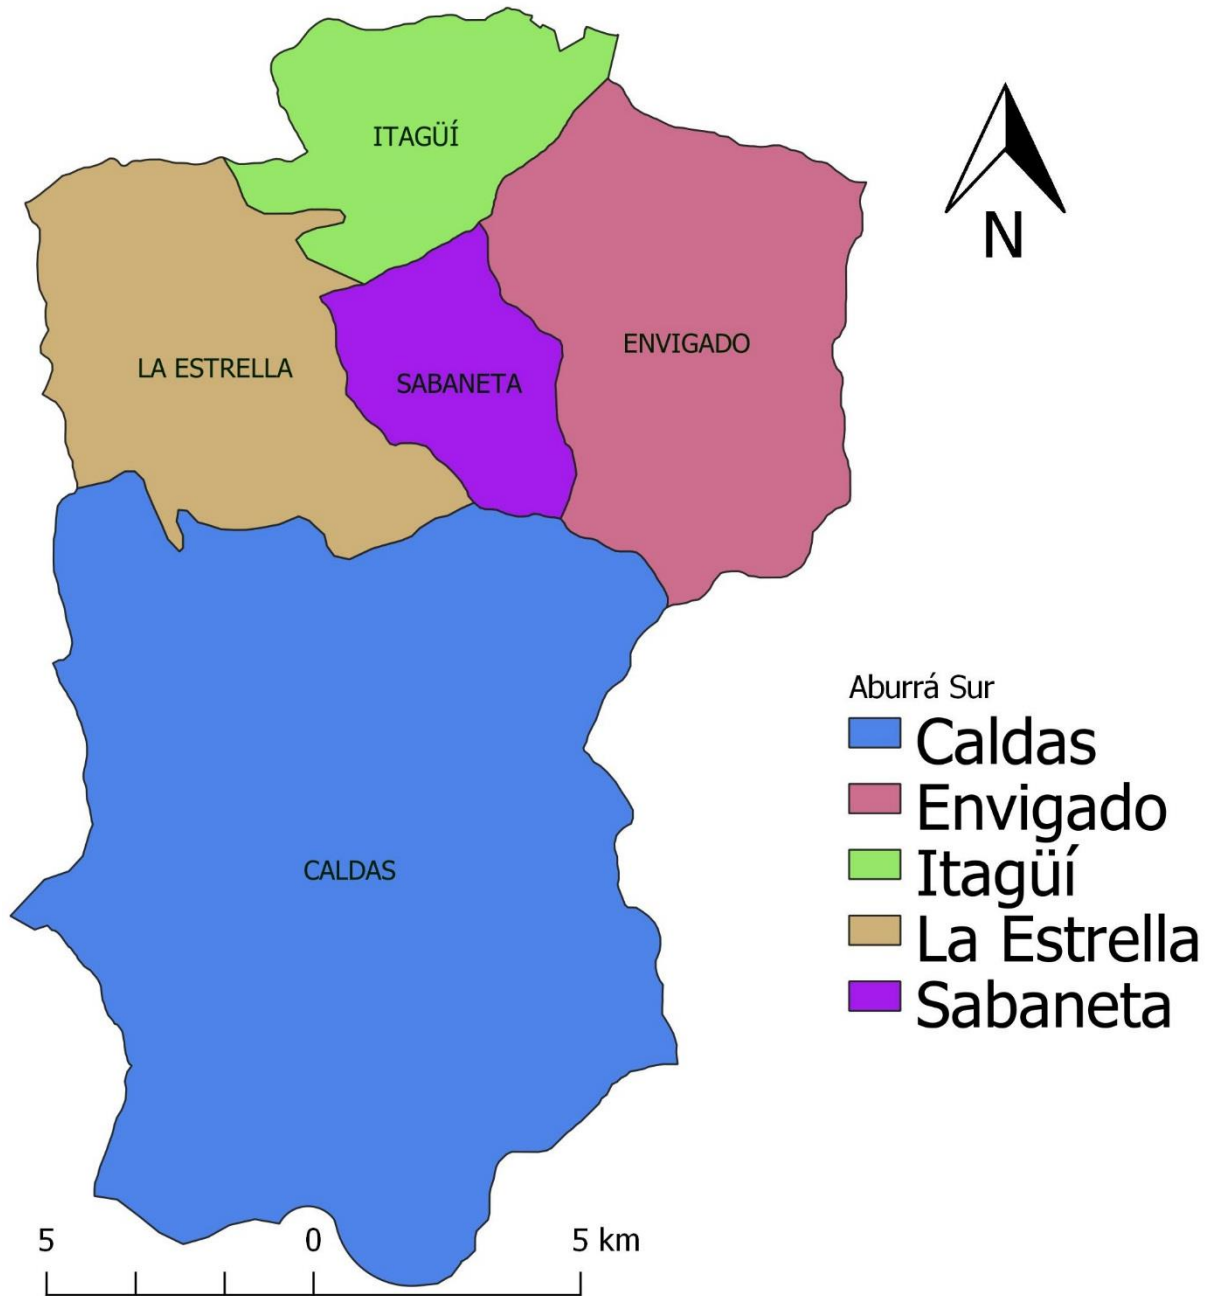 ITAGÜÍ
N
LA ESTRELLA
SABANETA
ENVIGADO
Aburrá Sur
Caldas
Envigado
Itagüí
La Estrella
Sabaneta
CALDAS
5 0 5 km